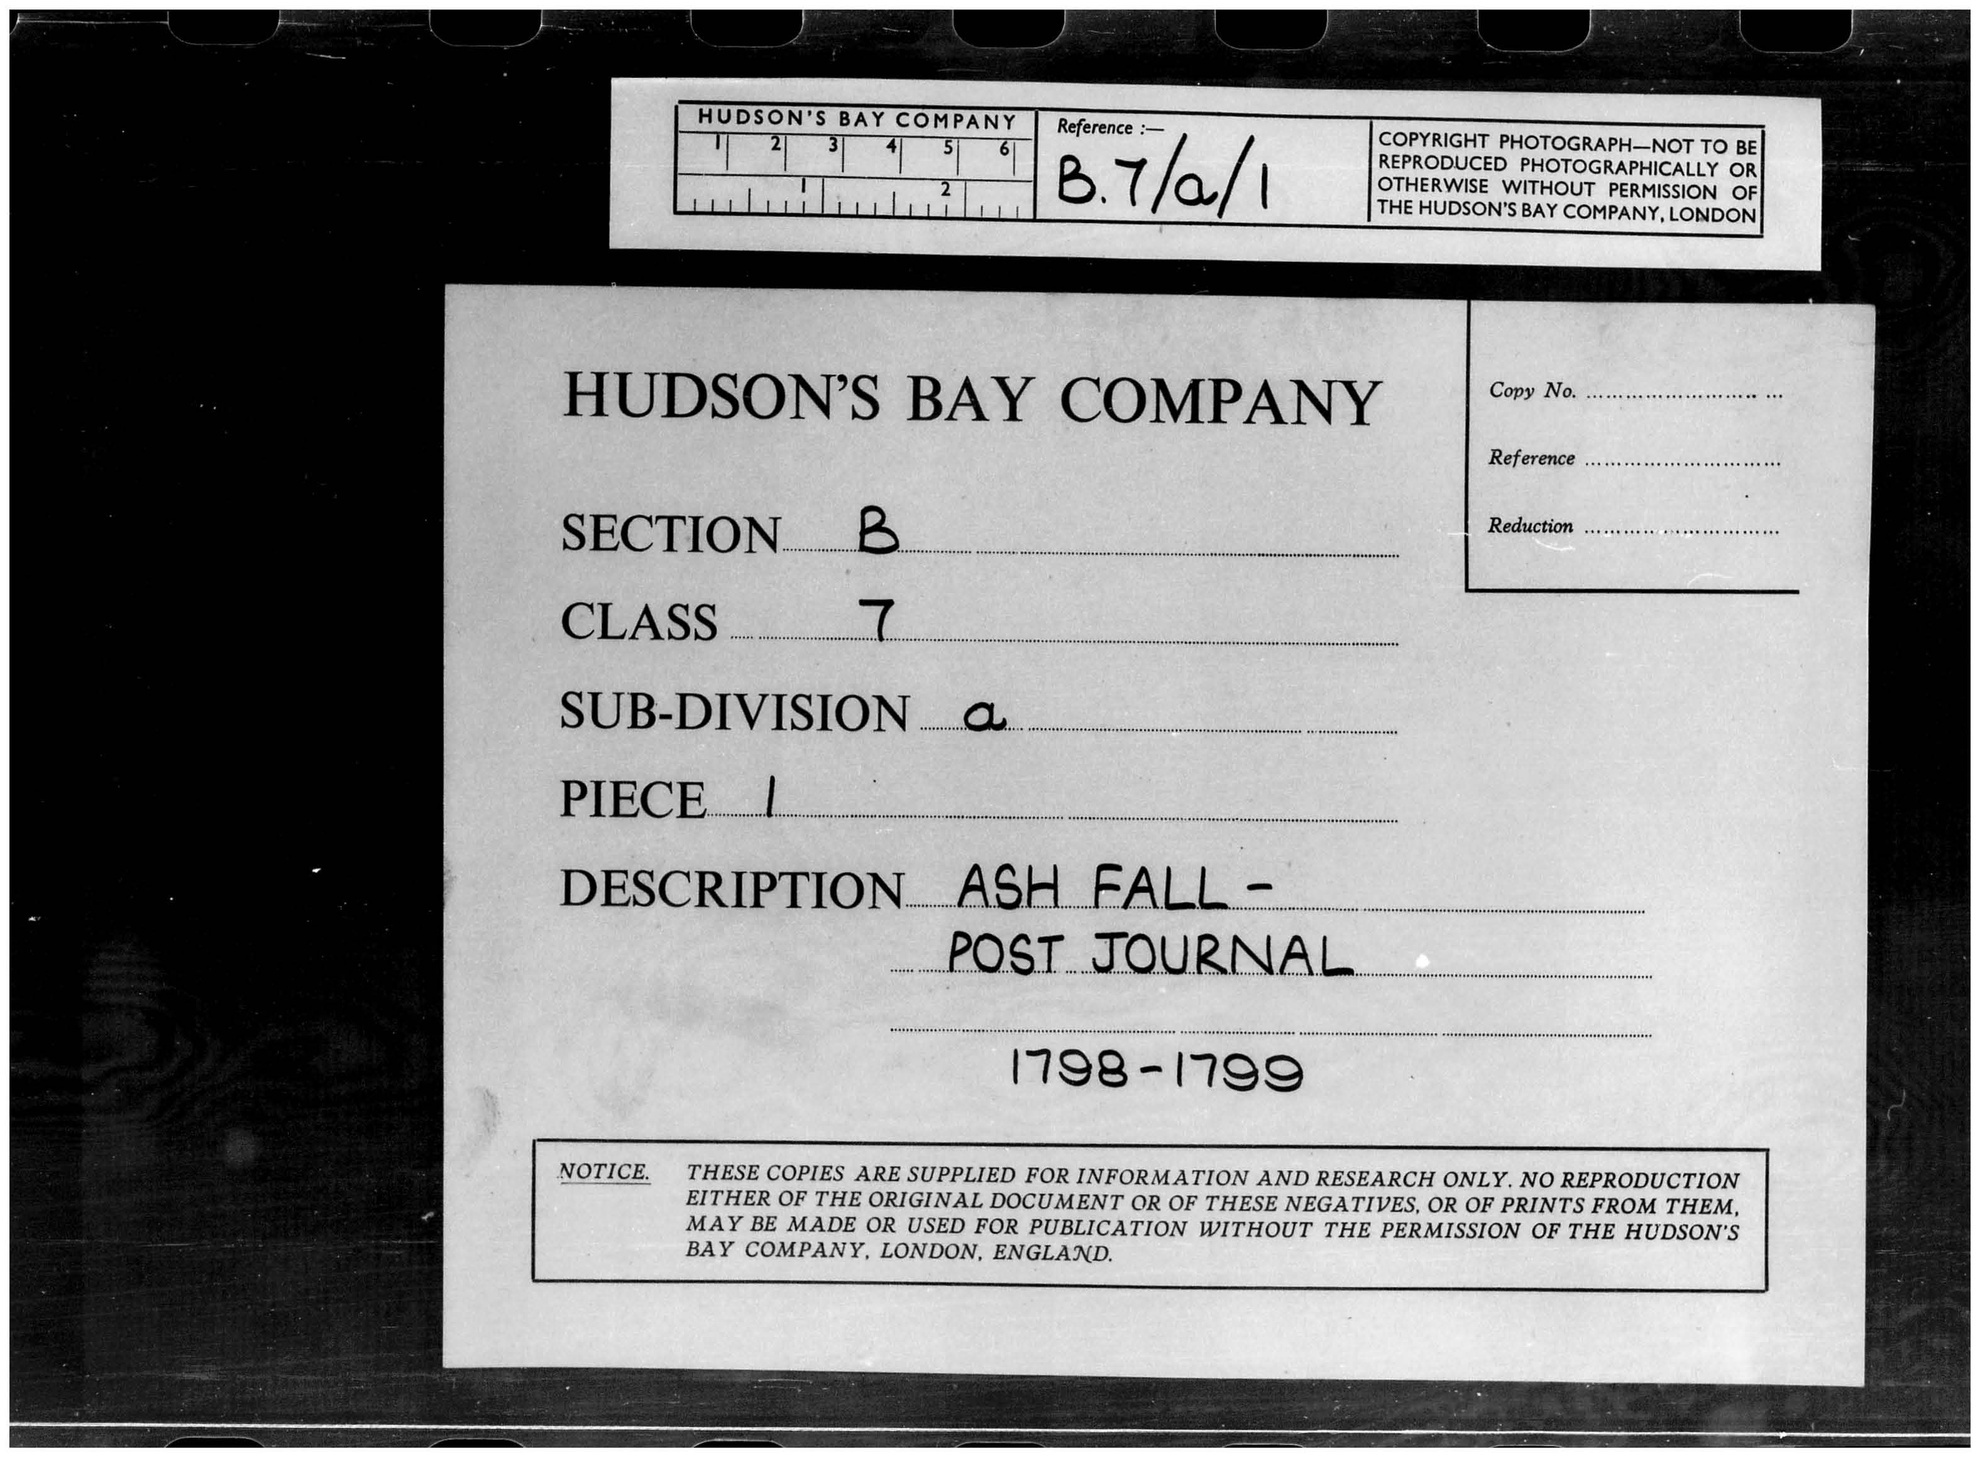 HUDSON'S BAY COMPANY
1 2 3 4 5 6
1 2
Reference :—
B.7/a/1
COPYRIGHT PHOTOGRAPH—NOT TO BE
REPRODUCED PHOTOGRAPHICALLY OR
OTHERWISE WITHOUT PERMISSION OF
THE HUDSON'S BAY COMPANY, LONDON
HUDSON'S BAY COMPANY
Copy No.
Reference
Reduction
SECTION B
CLASS 7
SUB-DIVISION a
PIECE 1
DESCRIPTION ASH FALL -
POST JOURNAL
1798-1799
NOTICE. THESE COPIES ARE SUPPLIED FOR INFORMATION AND RESEARCH ONLY. NO REPRODUCTION
EITHER OF THE ORIGINAL DOCUMENT OR OF THESE NEGATIVES, OR OF PRINTS FROM THEM,
MAY BE MADE OR USED FOR PUBLICATION WITHOUT THE PERMISSION OF THE HUDSON'S
BAY COMPANY, LONDON, ENGLAND.